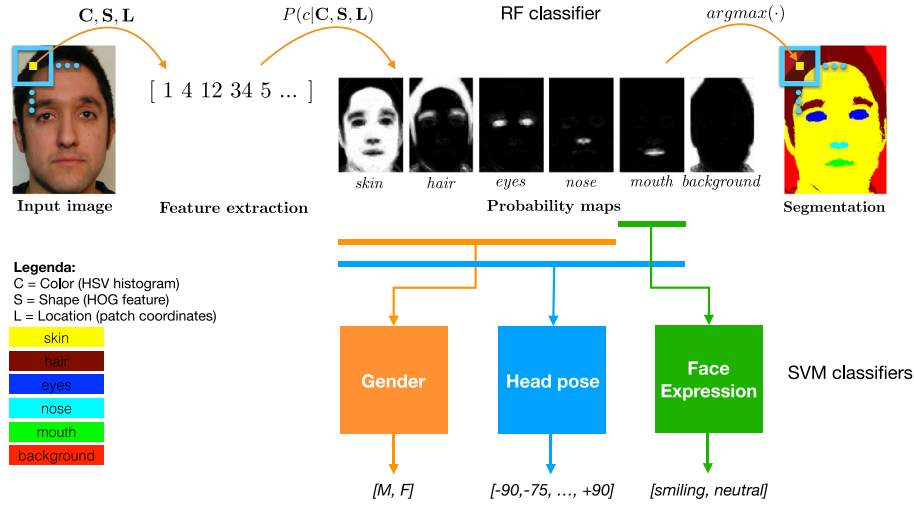 C, S, L
P(c|C, S, L)
RF classifier
argmax(·)
[ 1 4 12 34 5 ... ]
skin
hair
eyes
nose
mouth
background
Input image
Feature extraction
Probability maps
Segmentation
Legenda:
C = Color (HSV histogram)
S = Shape (HOG feature)
L = Location (patch coordinates)
skin
hair
eyes
nose
mouth
background
Gender
Head pose
Face
Expression
SVM classifiers
[M, F]
[-90,-75, …, +90]
[smiling, neutral]